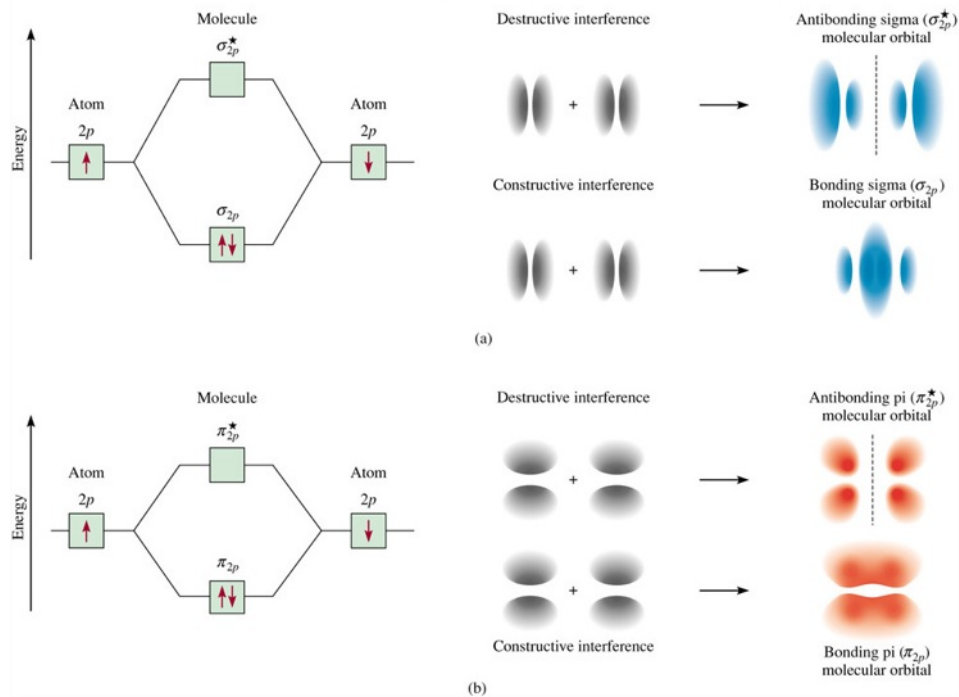 Molecule
σ★2p
Atom
2p
Atom
2p
σ2p
Energy
Destructive interference
+
Antibonding sigma (σ★2p)
molecular orbital
Constructive interference
+
Bonding sigma (σ2p)
molecular orbital
(a)
Molecule
π★2p
Atom
2p
Atom
2p
π2p
Energy
Destructive interference
+
Antibonding pi (π★2p)
molecular orbital
+
Constructive interference
Bonding pi (π2p)
molecular orbital
(b)